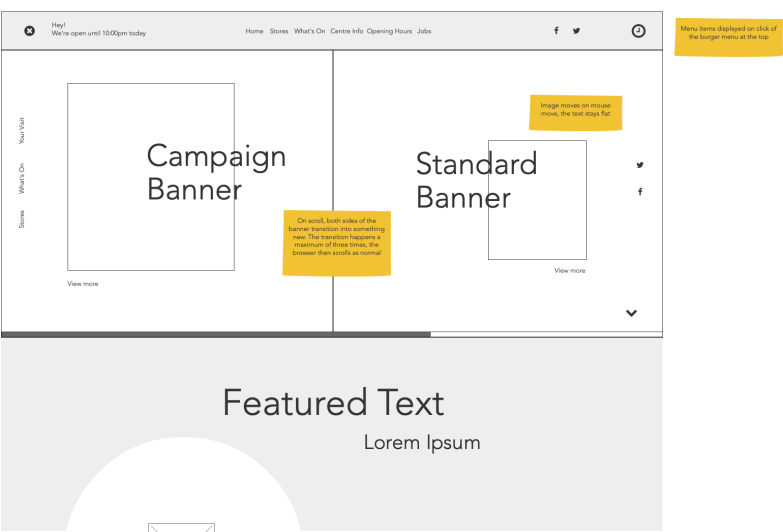 Hey!
We're open until 10:00pm today
Home Stores What's On Centre Info Opening Hours Jobs
Menu items displayed on click of
the burger menu at the top
Your Visit
What's On
Stores
Campaign
Banner
View more
Image moves on mouse
move, the text stays flat
Standard
Banner
View more
On scroll, both sides of the
banner transition into something
new. The transition happens a
maximum of three times, the
browser then scrolls as normal
Featured Text
Lorem Ipsum